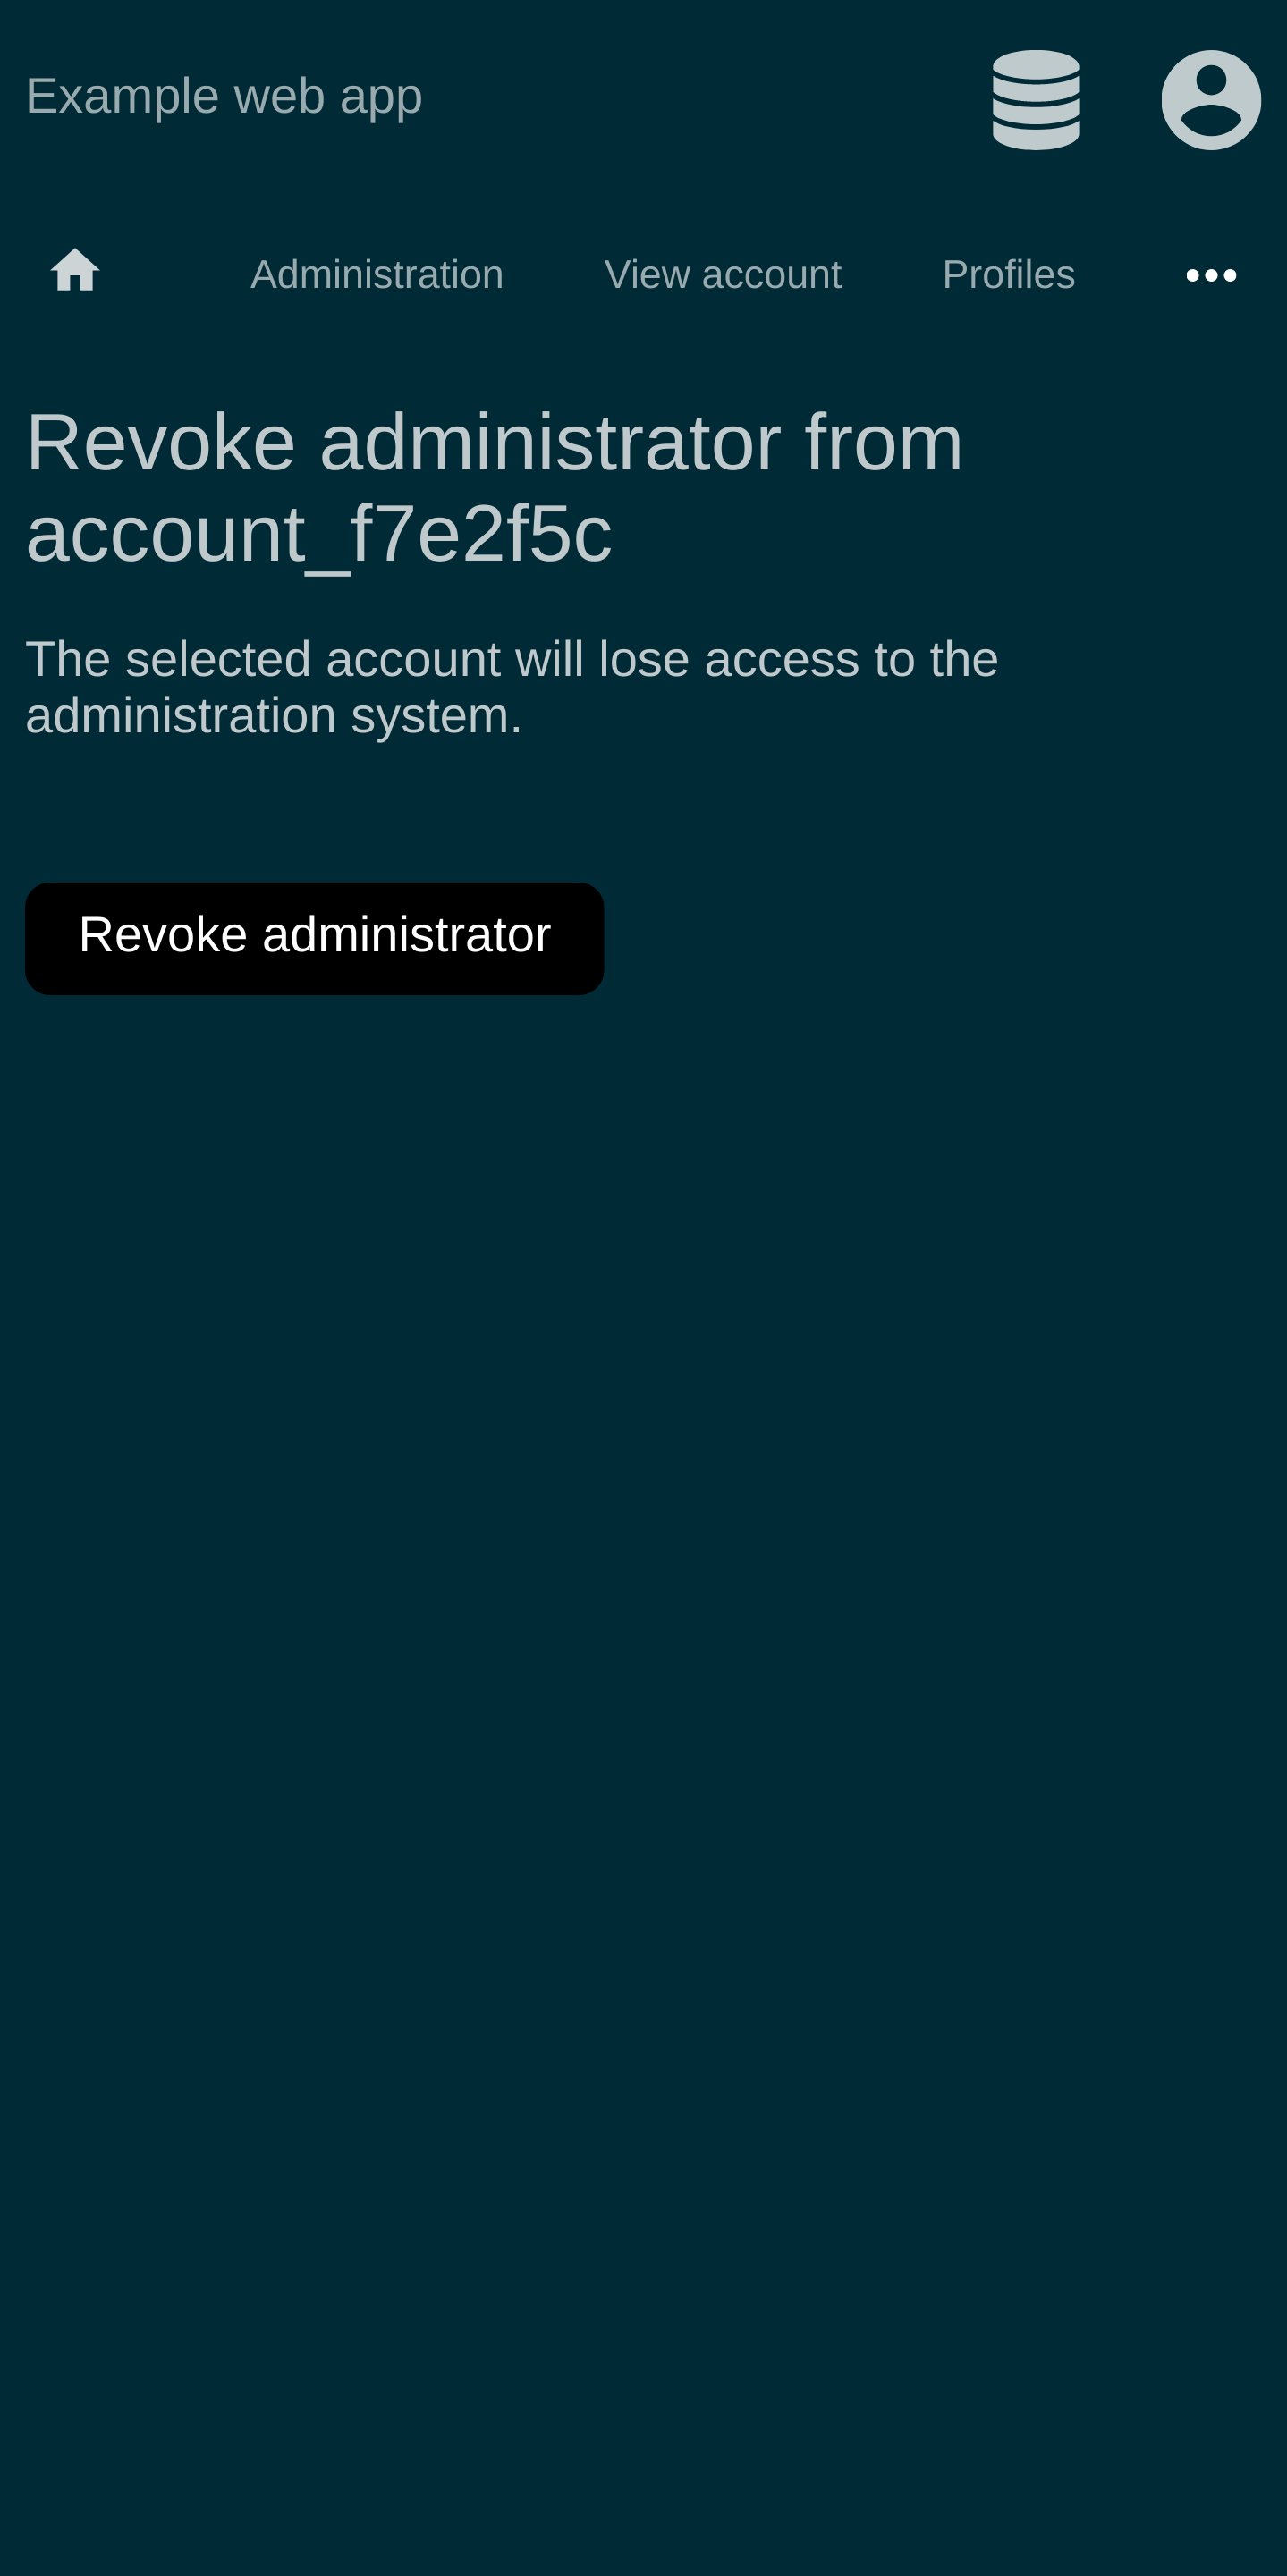 Example web app
Administration View account Profiles
Revoke administrator from
account_f7e2f5c
The selected account will lose access to the
administration system.
Revoke administrator